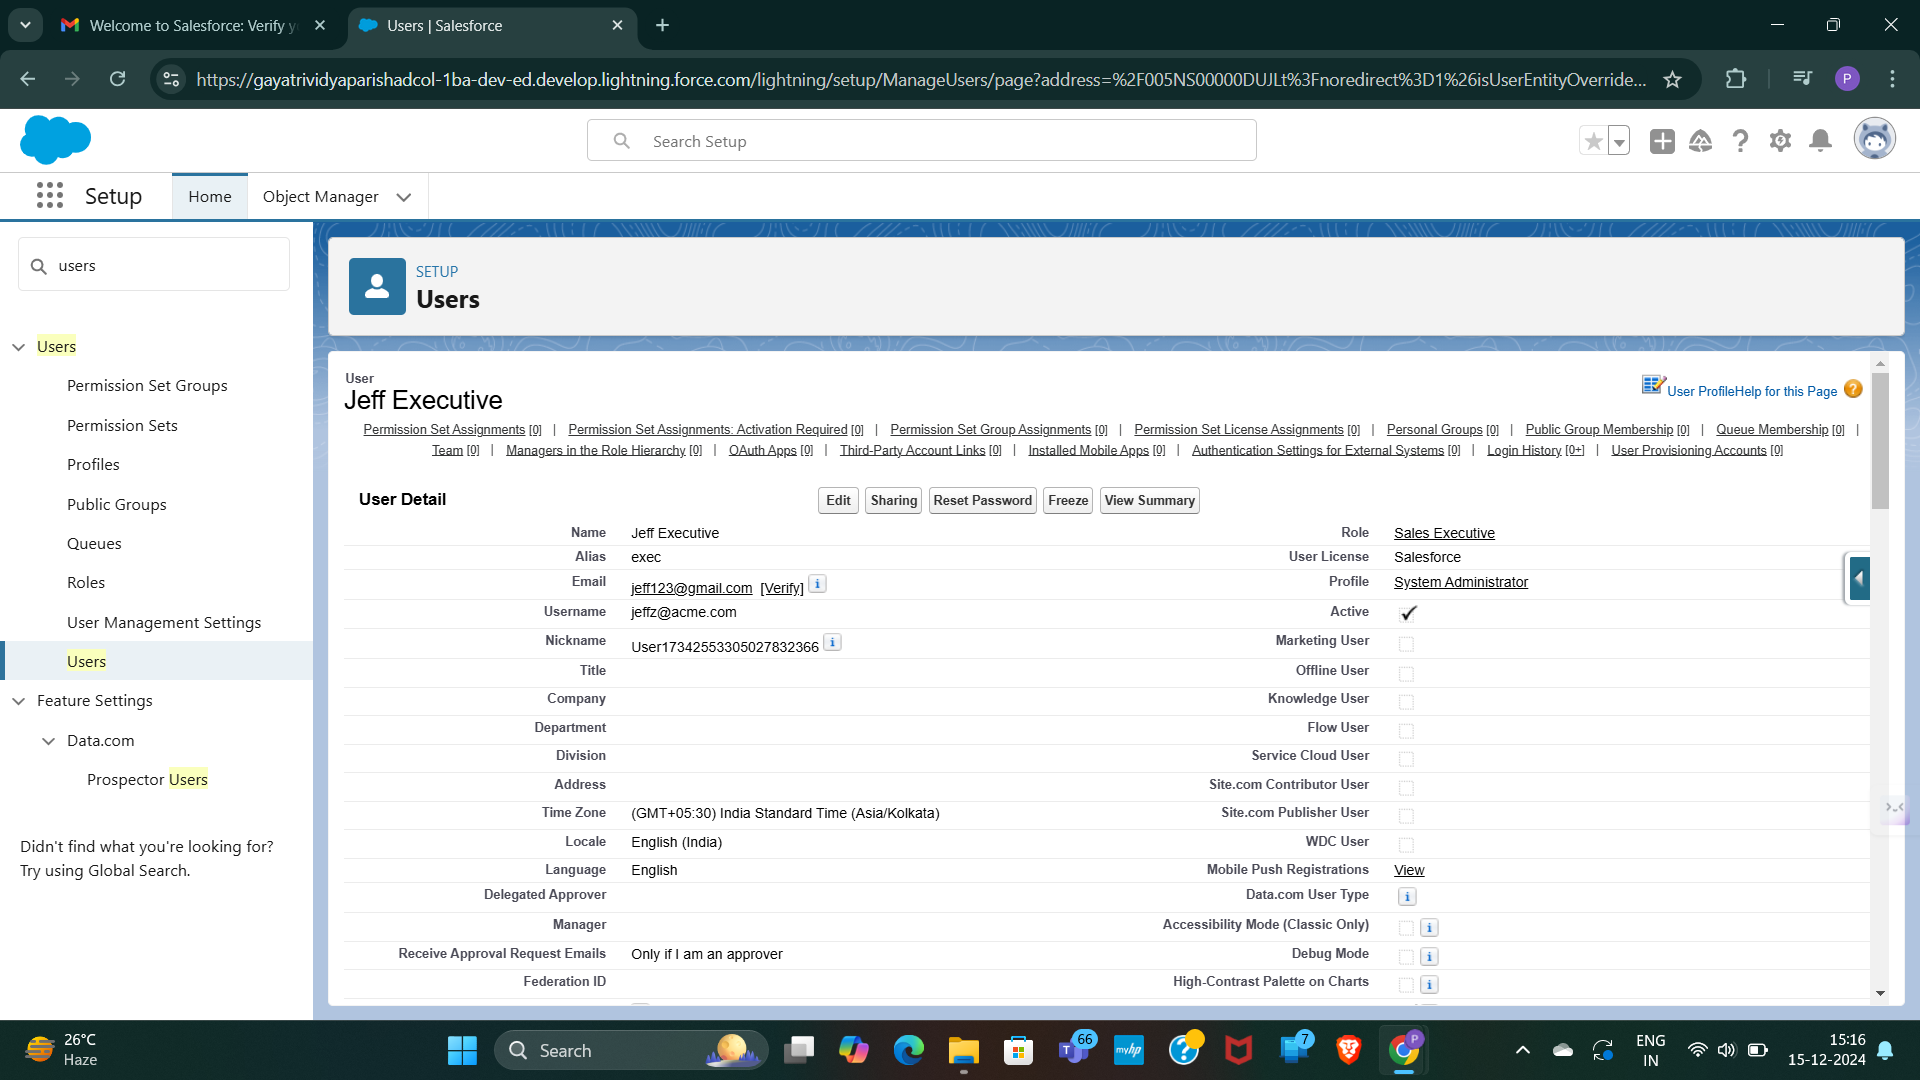 Welcome to Salesforce: Verify y
Users | Salesforce
https://gayatrividyaparishadcol-1ba-dev-ed.develop.lightning.force.com/lightning/setup/ManageUsers/page?address=%2F005NS00000DUJLt%3Fnoredirect%3D1%26isUserEntityOverride...
P
Search Setup
Setup
Home
Object Manager
users
Users
Permission Set Groups
Permission Sets
Profiles
Public Groups
Queues
Roles
User Management Settings
Users
Feature Settings
Data.com
Prospector Users
Didn't find what you're looking for?
Try using Global Search.
SETUP
Users
User
Jeff Executive
User Profile Help for this Page ?
Permission Set Assignments [0] | Permission Set Assignments: Activation Required [0] | Permission Set Group Assignments [0] | Permission Set License Assignments [0] | Personal Groups [0] | Public Group Membership [0] | Queue Membership [0] |
Team [0] | Managers in the Role Hierarchy [0] | OAuth Apps [0] | Third-Party Account Links [0] | Installed Mobile Apps [0] | Authentication Settings for External Systems [0] | Login History [0+] | User Provisioning Accounts [0]
User Detail
Edit Sharing Reset Password Freeze View Summary
Name Jeff Executive Role Sales Executive
Alias exec User License Salesforce
Email jeff123@gmail.com [Verify] i Profile System Administrator
Username jeffz@acme.com Active
Nickname User17342553305027832366 i Marketing User
Title Offline User
Company Knowledge User
Department Flow User
Division Service Cloud User
Address Site.com Contributor User
Time Zone (GMT+05:30) India Standard Time (Asia/Kolkata) Site.com Publisher User
Locale English (India) WDC User
Language English Mobile Push Registrations View
Delegated Approver Data.com User Type i
Manager Accessibility Mode (Classic Only) i
Receive Approval Request Emails Only if I am an approver Debug Mode i
Federation ID High-Contrast Palette on Charts i
26°C
Haze
Search
66
myhp
?
7
P
ENG
IN
15:16
15-12-2024